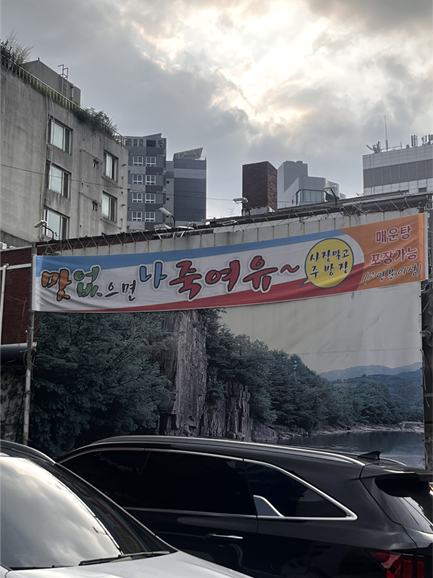 맛없으면 나 죽여유~
사장말고
주방장
매운탕
포장가능